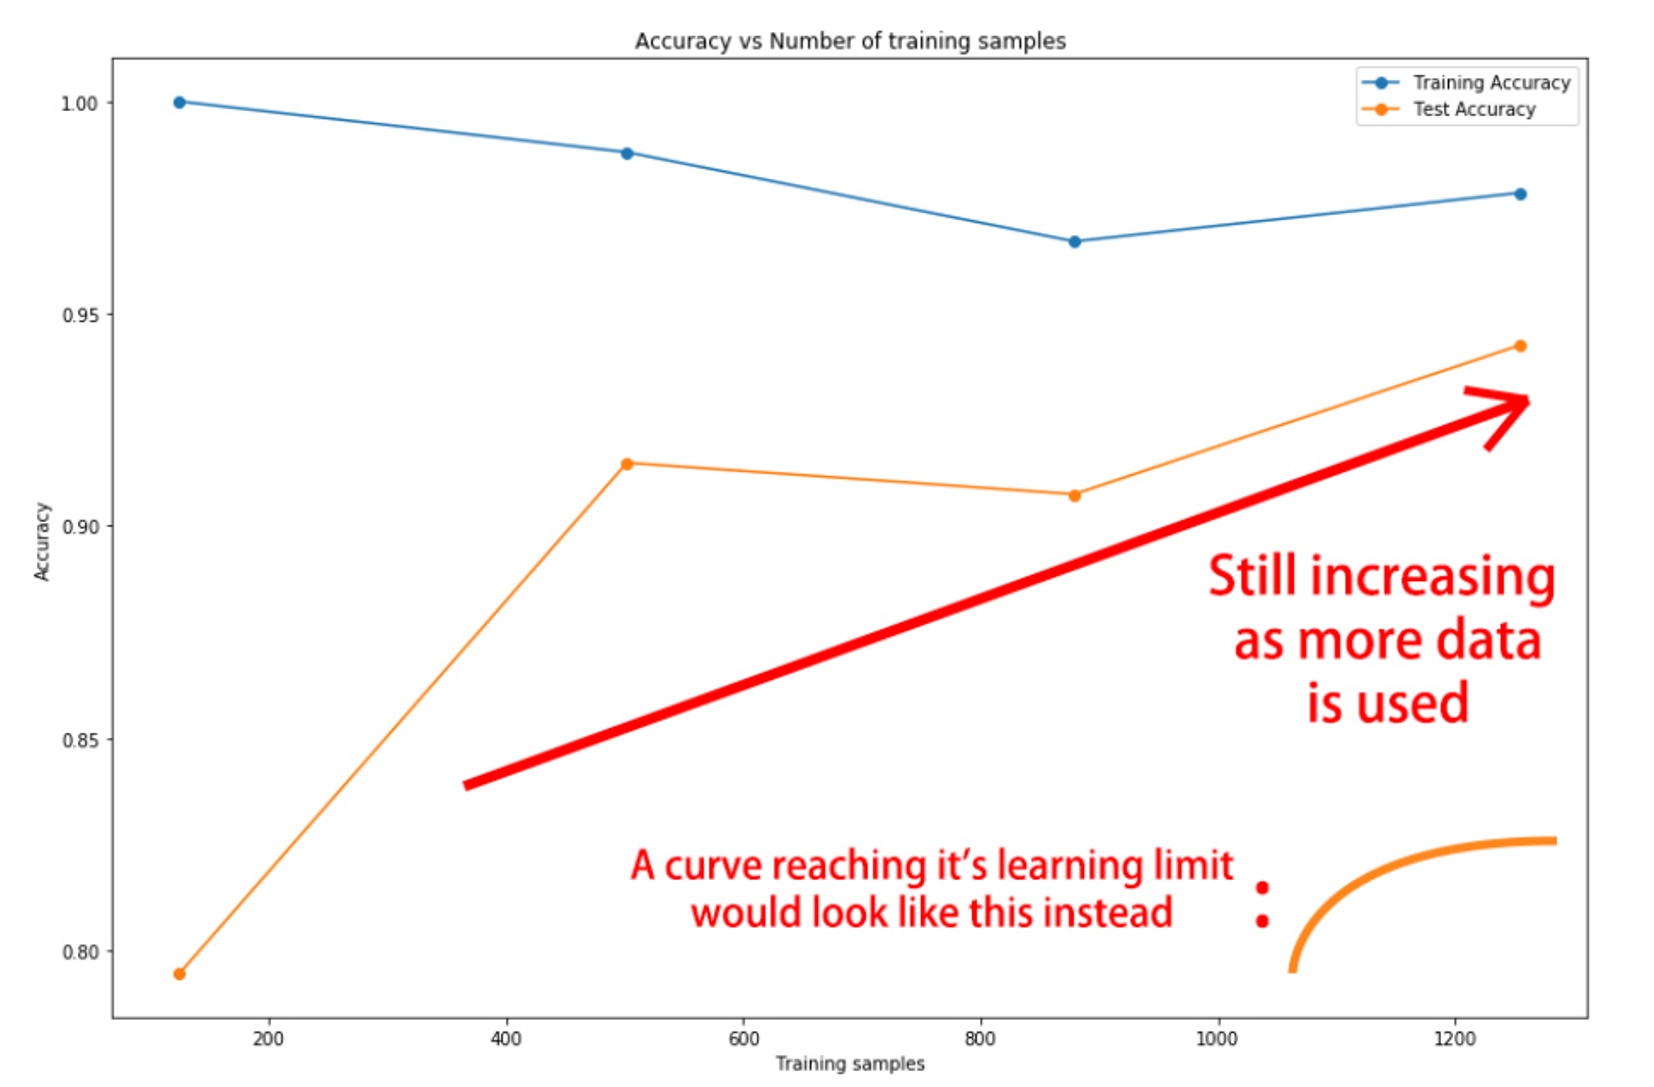 Accuracy vs Number of training samples
Training Accuracy
Test Accuracy
1.00
0.95
0.90
0.85
0.80
Accuracy
Still increasing
as more data
is used
A curve reaching it’s learning limit
would look like this instead :
200 400 600 800 1000 1200
Training samples